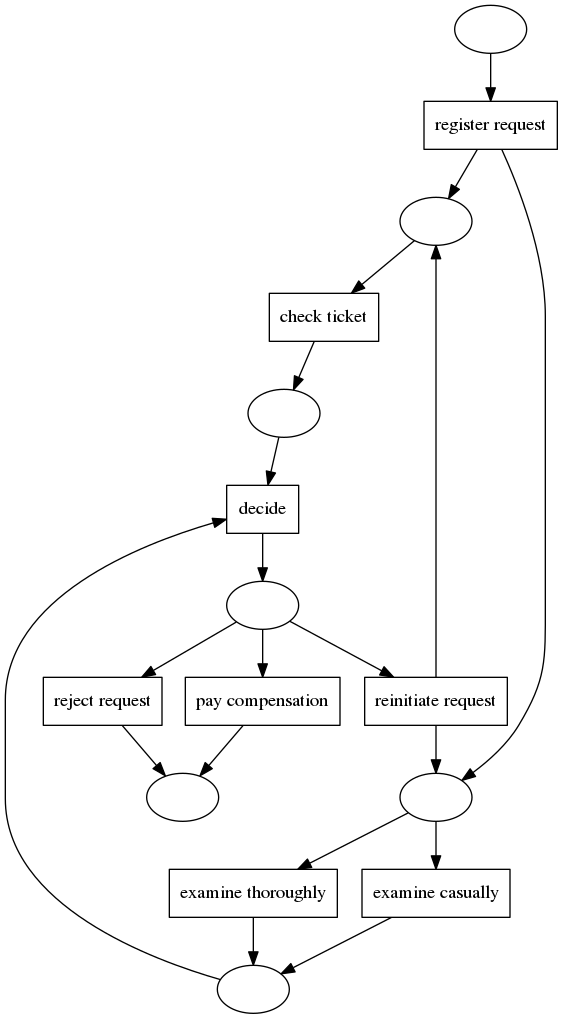 register request
check ticket
decide
reject request
pay compensation
reinitiate request
examine thoroughly
examine casually